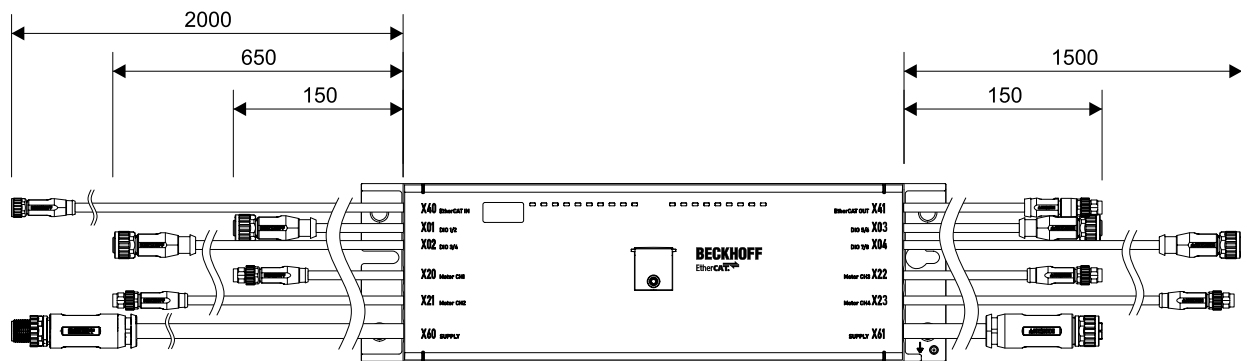 2000
650
1500
150
150
X40 EtherCAT IN
EtherCAT OUT X41
X01 DIO 1/2
DIO 5/6 X03
X02 DIO 3/4
DIO 7/8 X04
BECKHOFF
EtherCAT
X20 Motor CH1
Motor CH3 X22
X21 Motor CH2
Motor CH4 X23
X60 SUPPLY
SUPPLY X61